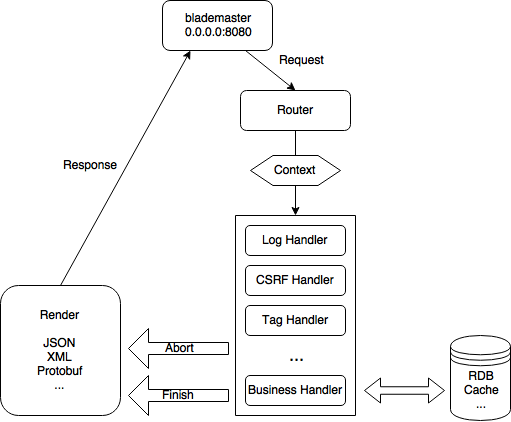 blademaster
0.0.0.0:8080
Request
Router
Response
Context
Log Handler
CSRF Handler
Tag Handler
...
Business Handler
Abort
Finish
Render
JSON
XML
Protobuf
...
RDB
Cache
...